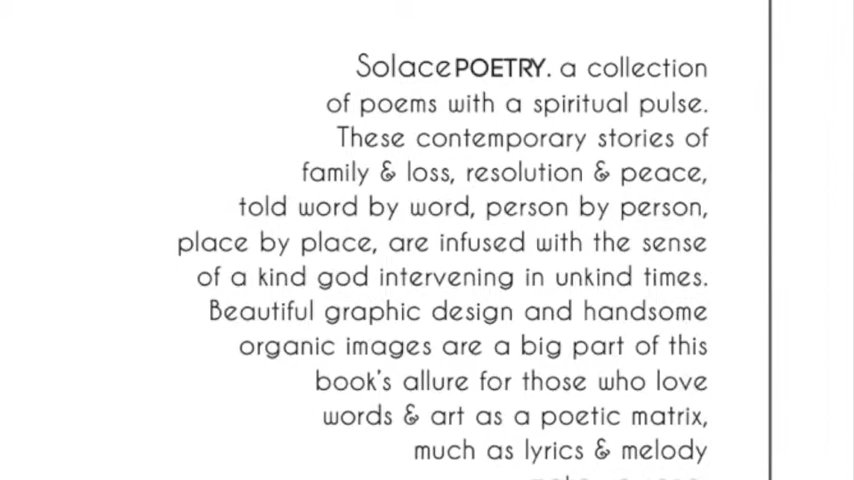 SolacePOETRY. a collection
of poems with a spiritual pulse.
These contemporary stories of
family & loss, resolution & peace,
told word by word, person by person,
place by place, are infused with the sense
of a kind god intervening in unkind times.
Beautiful graphic design and handsome
organic images are a big part of this
book's allure for those who love
words & art as a poetic matrix,
much as lyrics & melody